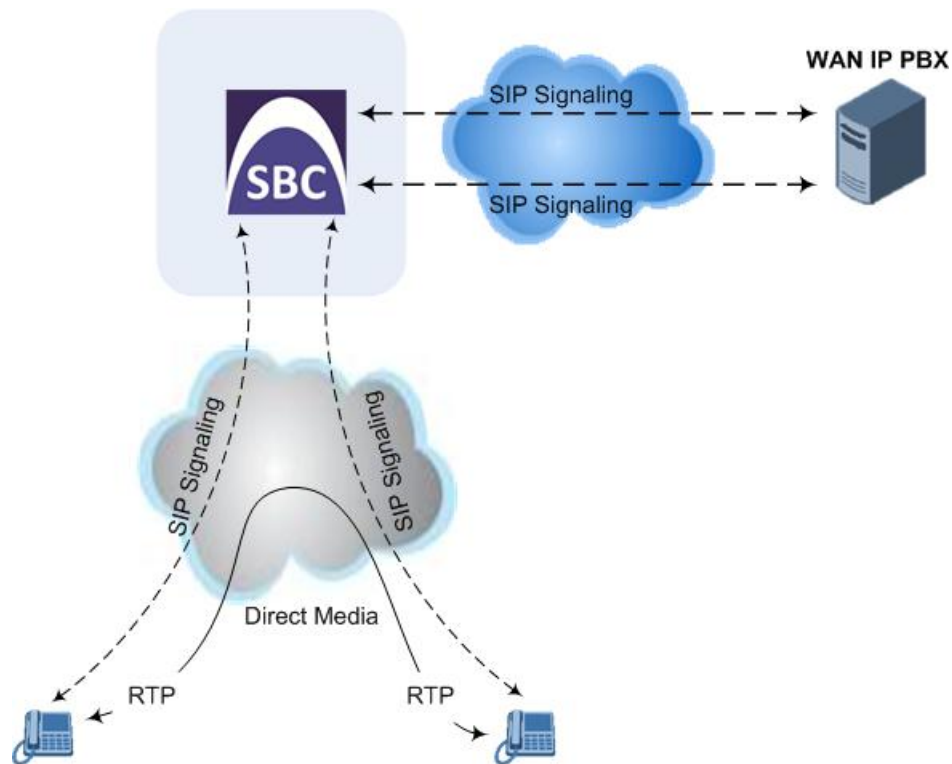 WAN IP PBX
SIP Signaling
SBC
SIP Signaling
SIP Signaling
SIP Signaling
Direct Media
RTP
RTP